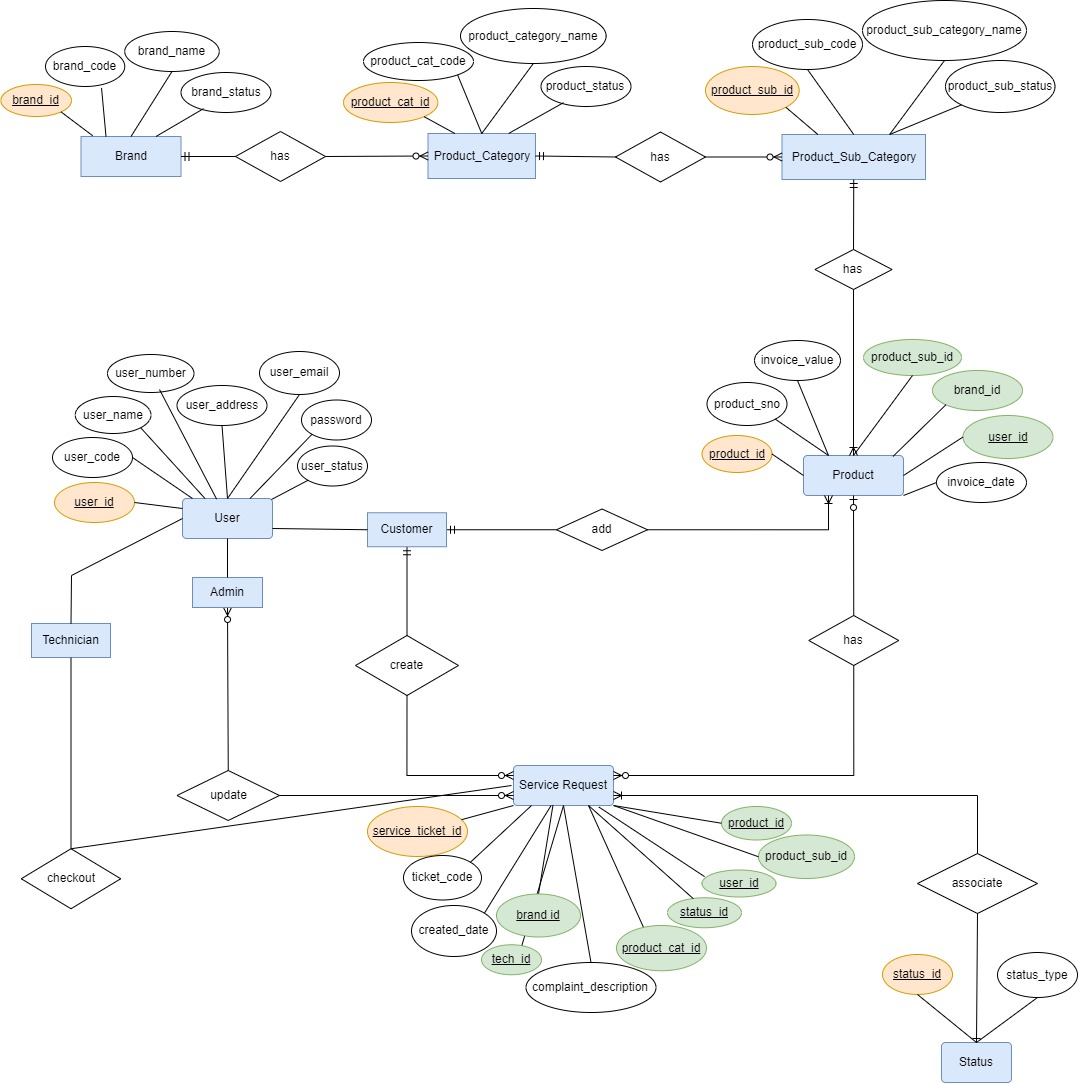 brand_id
brand_code
brand_name
brand_status
Brand
has
product_cat_id
product_cat_code
product_category_name
product_status
Product_Category
has
product_sub_id
product_sub_code
product_sub_category_name
product_sub_status
Product_Sub_Category
has
invoice_value
product_sub_id
product_sno
brand_id
product_id
user_id
Product
invoice_date
user_number
user_email
user_name
user_address
password
user_code
user_status
user_id
User
Customer
add
Admin
Technician
create
has
update
Service Request
checkout
service_ticket_id
ticket_code
created_date
brand id
tech_id
complaint_description
product_cat_id
status_id
user_id
product_sub_id
product_id
associate
status_id
status_type
Status